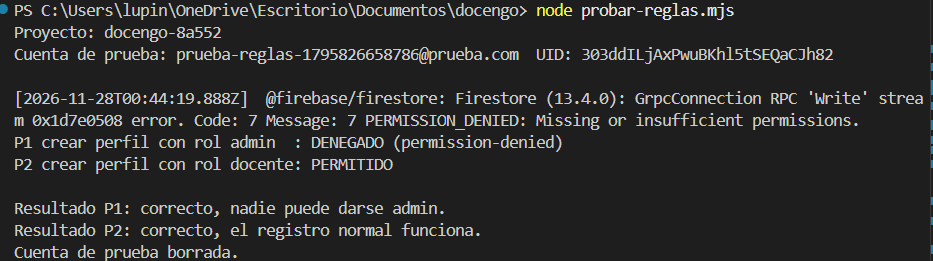 PS C:\Users\lupin\OneDrive\Escritorio\Documentos\docengo> node probar-reglas.mjs
Proyecto: docengo-8a552
Cuenta de prueba: prueba-reglas-1795826658786@prueba.com  UID: 303ddILjAxPwuBKhl5tSEQaCJh82
[2026-11-28T00:44:19.888Z]  @firebase/firestore: Firestore (13.4.0): GrpcConnection RPC 'Write' strea
m 0x1d7e0508 error. Code: 7 Message: 7 PERMISSION_DENIED: Missing or insufficient permissions.
P1 crear perfil con rol admin  : DENEGADO (permission-denied)
P2 crear perfil con rol docente: PERMITIDO
Resultado P1: correcto, nadie puede darse admin.
Resultado P2: correcto, el registro normal funciona.
Cuenta de prueba borrada.